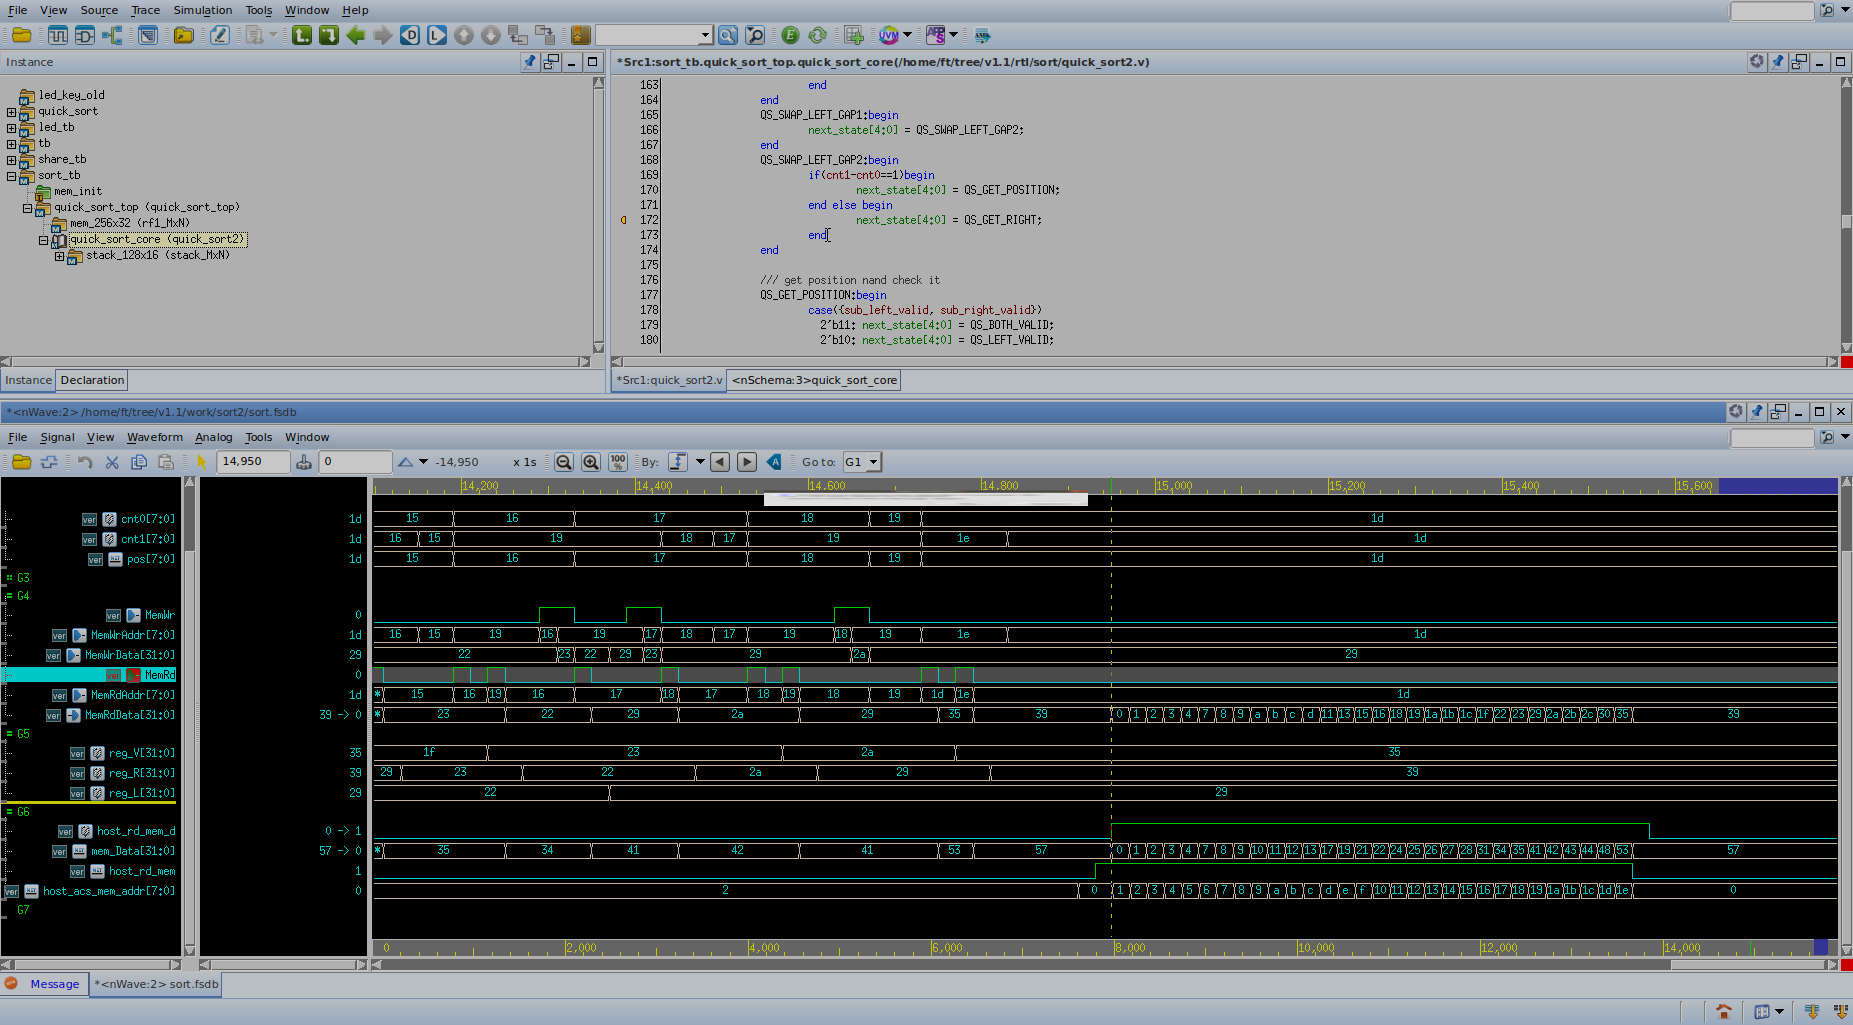 File View Source Trace Simulation Tools Window Help
Instance
*Src1:sort_tb.quick_sort_top.quick_sort_core(/home/ft/tree/v1.1/rtl/sort/quick_sort2.v)
led_key_old
quick_sort
led_tb
tb
share_tb
sort_tb
mem_init
quick_sort_top (quick_sort_top)
mem_256x32 (rf1_MxN)
quick_sort_core (quick_sort2)
stack_128x16 (stack_MxN)
163 end
164 end
165 QS_SWAP_LEFT_GAP1:begin
166 next_state[4:0] = QS_SWAP_LEFT_GAP2;
167 end
168 QS_SWAP_LEFT_GAP2:begin
169 if(cnt1-cnt0==1)begin
170 next_state[4:0] = QS_GET_POSITION;
171 end else begin
172 next_state[4:0] = QS_GET_RIGHT;
173 end
174 end
175
176 /// get position nand check it
177 QS_GET_POSITION:begin
178 case({sub_left_valid, sub_right_valid})
179 2'b11: next_state[4:0] = QS_BOTH_VALID;
180 2'b10: next_state[4:0] = QS_LEFT_VALID;
Instance Declaration
*Src1:quick_sort2.v <nSchema:3>quick_sort_core
*<nWave:2> /home/ft/tree/v1.1/work/sort2/sort.fsdb
File Signal View Waveform Analog Tools Window
14,950 0 -14,950 x 1s 100 % By: Go to: G1
14,200 14,400 14,600 14,800 15,000 15,200 15,400 15,600
ver cnt0[7:0] 1d 15 16 17 18 19 1d
ver cnt1[7:0] 1d 16 15 19 18 17 19 1e 1d
ver pos[7:0] 1d 15 16 17 18 19 1d
G3
G4
ver MemWr 0
ver MemWrAddr[7:0] 1d 16 15 19 16 19 17 18 17 19 18 19 1e 1d
ver MemWrData[31:0] 29 22 23 22 29 23 29 2a 29
ver MemRd 0
ver MemRdAddr[7:0] 1d * 15 16 19 16 17 18 17 18 19 18 19 1d 1e 1d
ver MemRdData[31:0] 39 -> 0 * 23 22 29 2a 29 35 39 0 1 2 3 4 7 8 9 a b c d 11 13 15 16 18 19 1a 1b 1c 1f 22 23 29 2a 2b 2c 30 35 39
G5
ver reg_V[31:0] 35 1f 23 2a 35
ver reg_R[31:0] 39 29 23 22 2a 29 39
ver reg_L[31:0] 29 22 29
G6
ver host_rd_mem_d 0 -> 1
ver mem_Data[31:0] 57 -> 0 * 35 34 41 42 41 53 57 0 1 2 3 4 7 8 9 10 11 12 13 17 19 21 22 24 25 26 27 28 31 34 35 41 42 43 44 48 53 57
ver host_rd_mem 1
ver host_acs_mem_addr[7:0] 0 2 0 1 2 3 4 5 6 7 8 9 a b c d e f 10 11 12 13 14 15 16 17 18 19 1a 1b 1c 1d 1e 0
G7
0 2,000 4,000 6,000 8,000 10,000 12,000 14,000
Message *<nWave:2> sort.fsdb